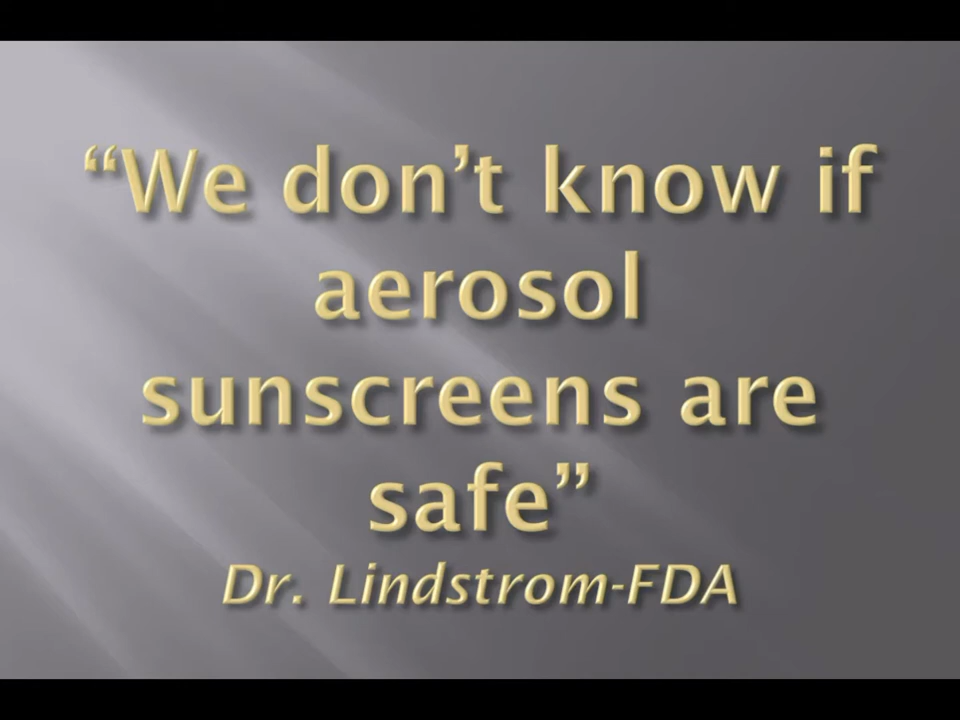 “We don’t know if
aerosol
sunscreens are
safe”
Dr. Lindstrom-FDA